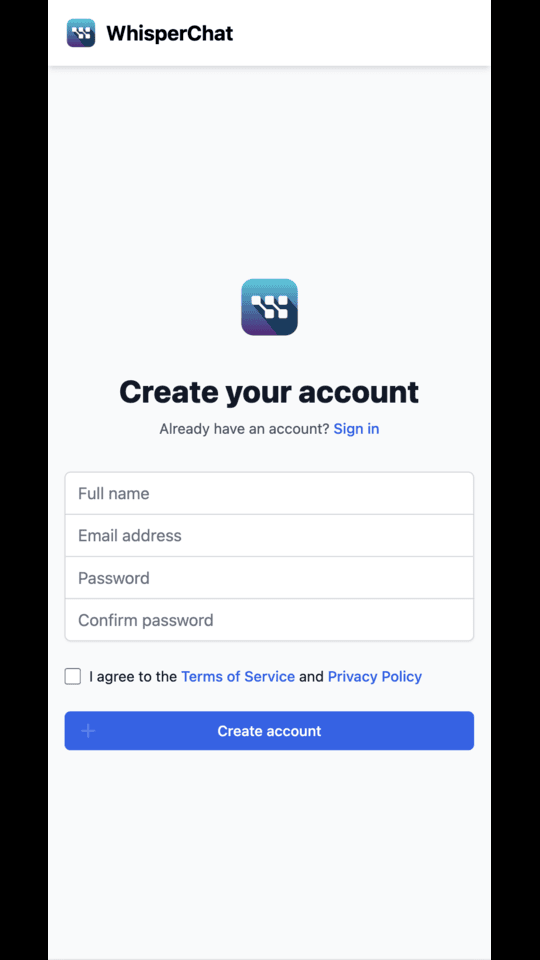 WhisperChat
Create your account
Already have an account? Sign in
Full name
Email address
Password
Confirm password
I agree to the Terms of Service and Privacy Policy
Create account